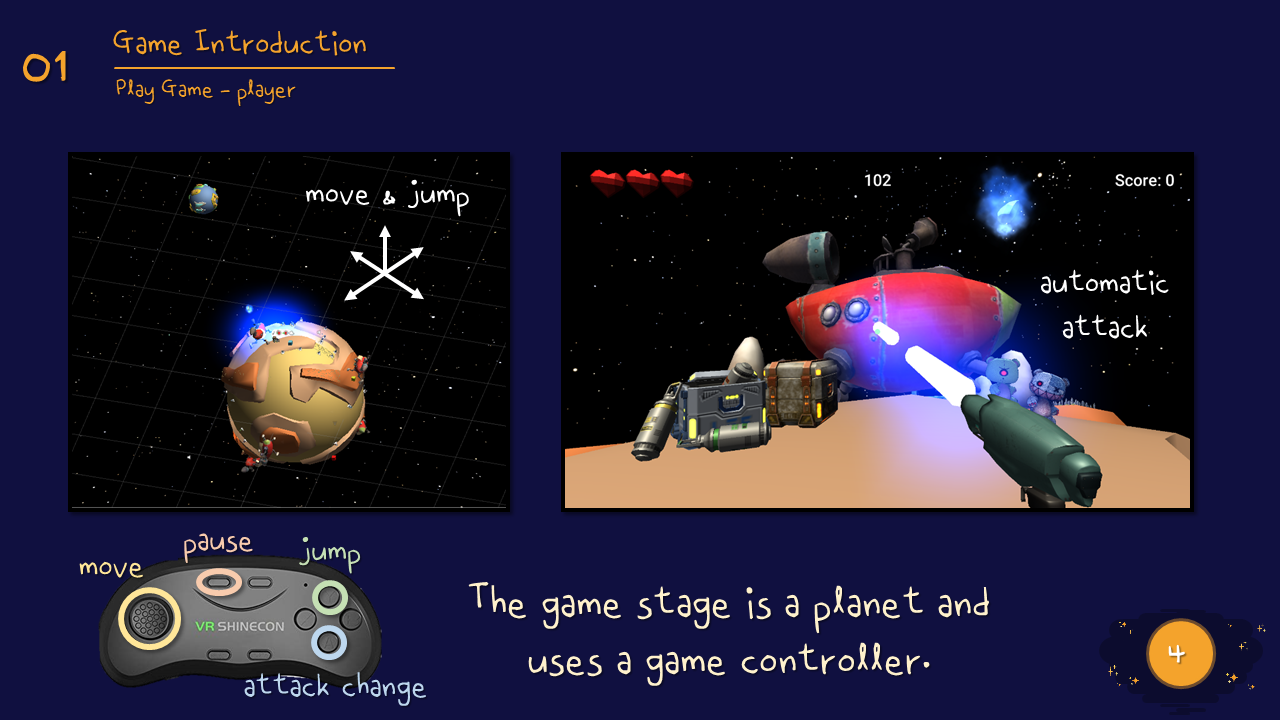 01
Game Introduction
Play Game - player
move & jump
102
Score: 0
automatic
attack
pause
jump
move
VR SHINECON
attack change
The game stage is a planet and
uses a game controller.
4